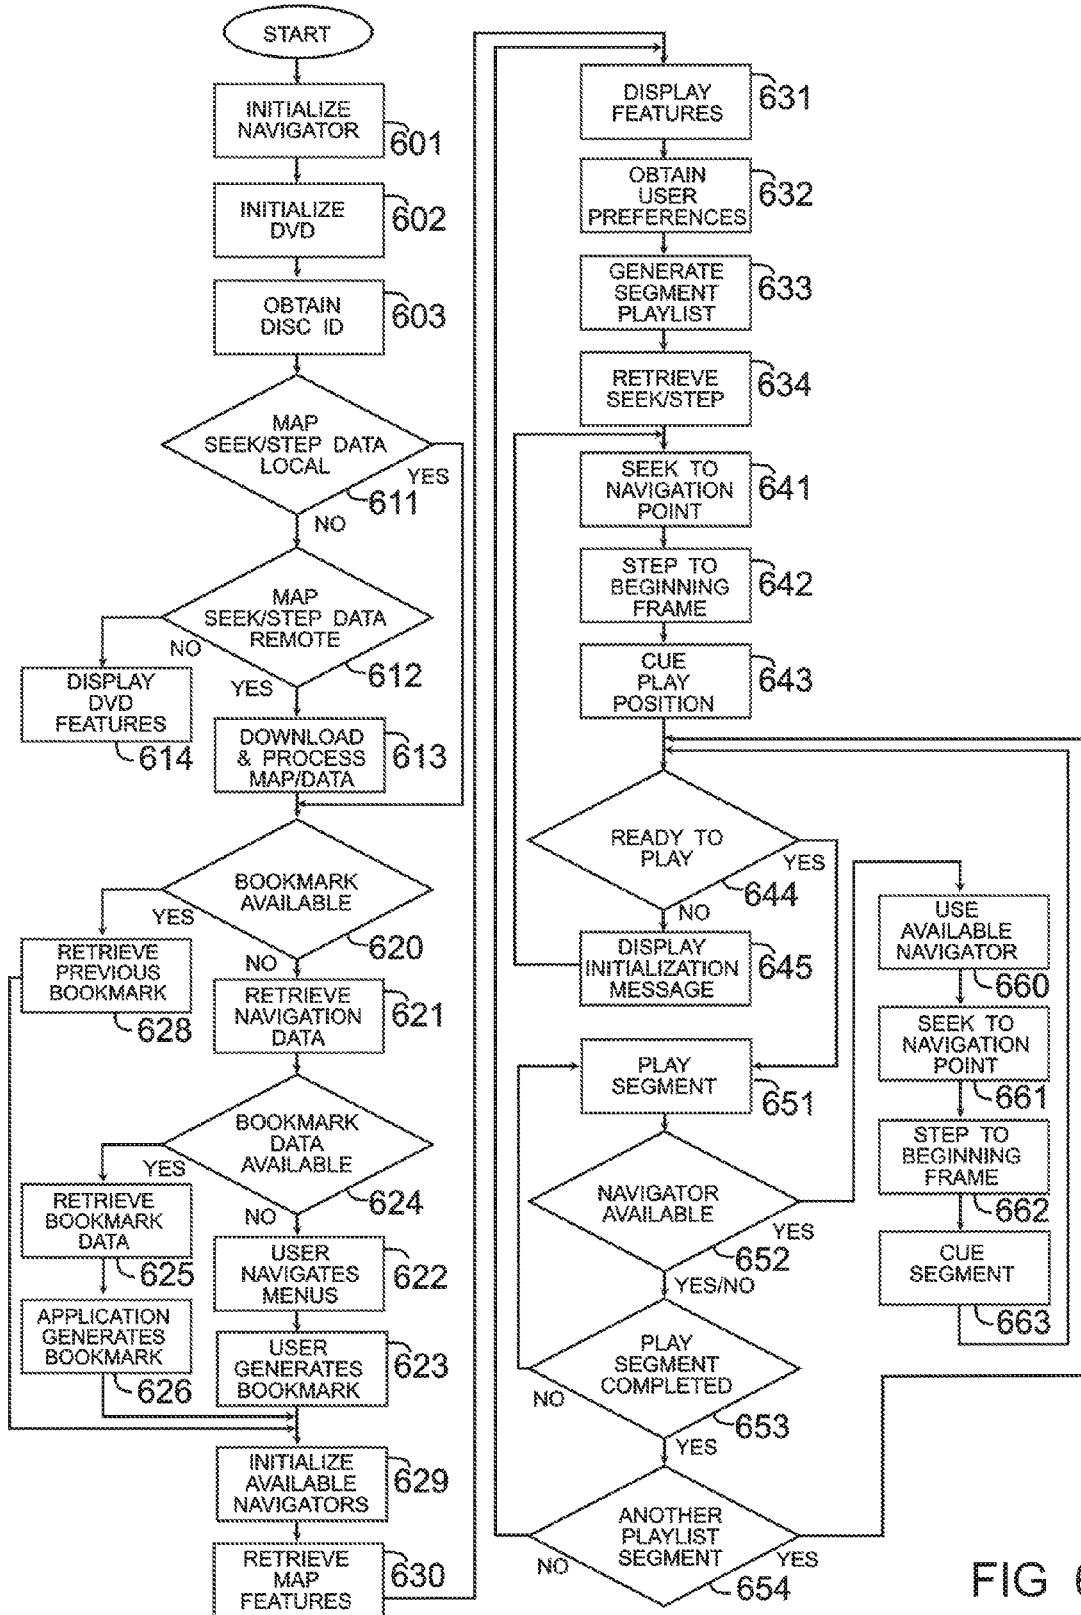 START
INITIALIZE
NAVIGATOR
601
INITIALIZE
DVD
602
OBTAIN
DISC ID
603
MAP
SEEK/STEP DATA
LOCAL
611
YES
NO
MAP
SEEK/STEP DATA
REMOTE
612
NO
YES
DISPLAY
DVD
FEATURES
614
DOWNLOAD
& PROCESS
MAP/DATA
613
BOOKMARK
AVAILABLE
620
YES
NO
RETRIEVE
PREVIOUS
BOOKMARK
628
RETRIEVE
NAVIGATION
DATA
621
BOOKMARK
DATA
AVAILABLE
624
YES
NO
RETRIEVE
BOOKMARK
DATA
625
USER
NAVIGATES
MENUS
622
APPLICATION
GENERATES
BOOKMARK
626
USER
GENERATES
BOOKMARK
623
INITIALIZE
AVAILABLE
NAVIGATORS
629
RETRIEVE
MAP
FEATURES
630
DISPLAY
FEATURES
631
OBTAIN
USER
PREFERENCES
632
GENERATE
SEGMENT
PLAYLIST
633
RETRIEVE
SEEK/STEP
634
SEEK TO
NAVIGATION
POINT
641
STEP TO
BEGINNING
FRAME
642
CUE
PLAY
POSITION
643
READY TO
PLAY
644
YES
NO
DISPLAY
INITIALIZATION
MESSAGE
645
PLAY
SEGMENT
651
NAVIGATOR
AVAILABLE
652
YES
YES/NO
PLAY
SEGMENT
COMPLETED
653
NO
YES
ANOTHER
PLAYLIST
SEGMENT
654
NO
YES
USE
AVAILABLE
NAVIGATOR
660
SEEK TO
NAVIGATION
POINT
661
STEP TO
BEGINNING
FRAME
662
CUE
SEGMENT
663
FIG 6